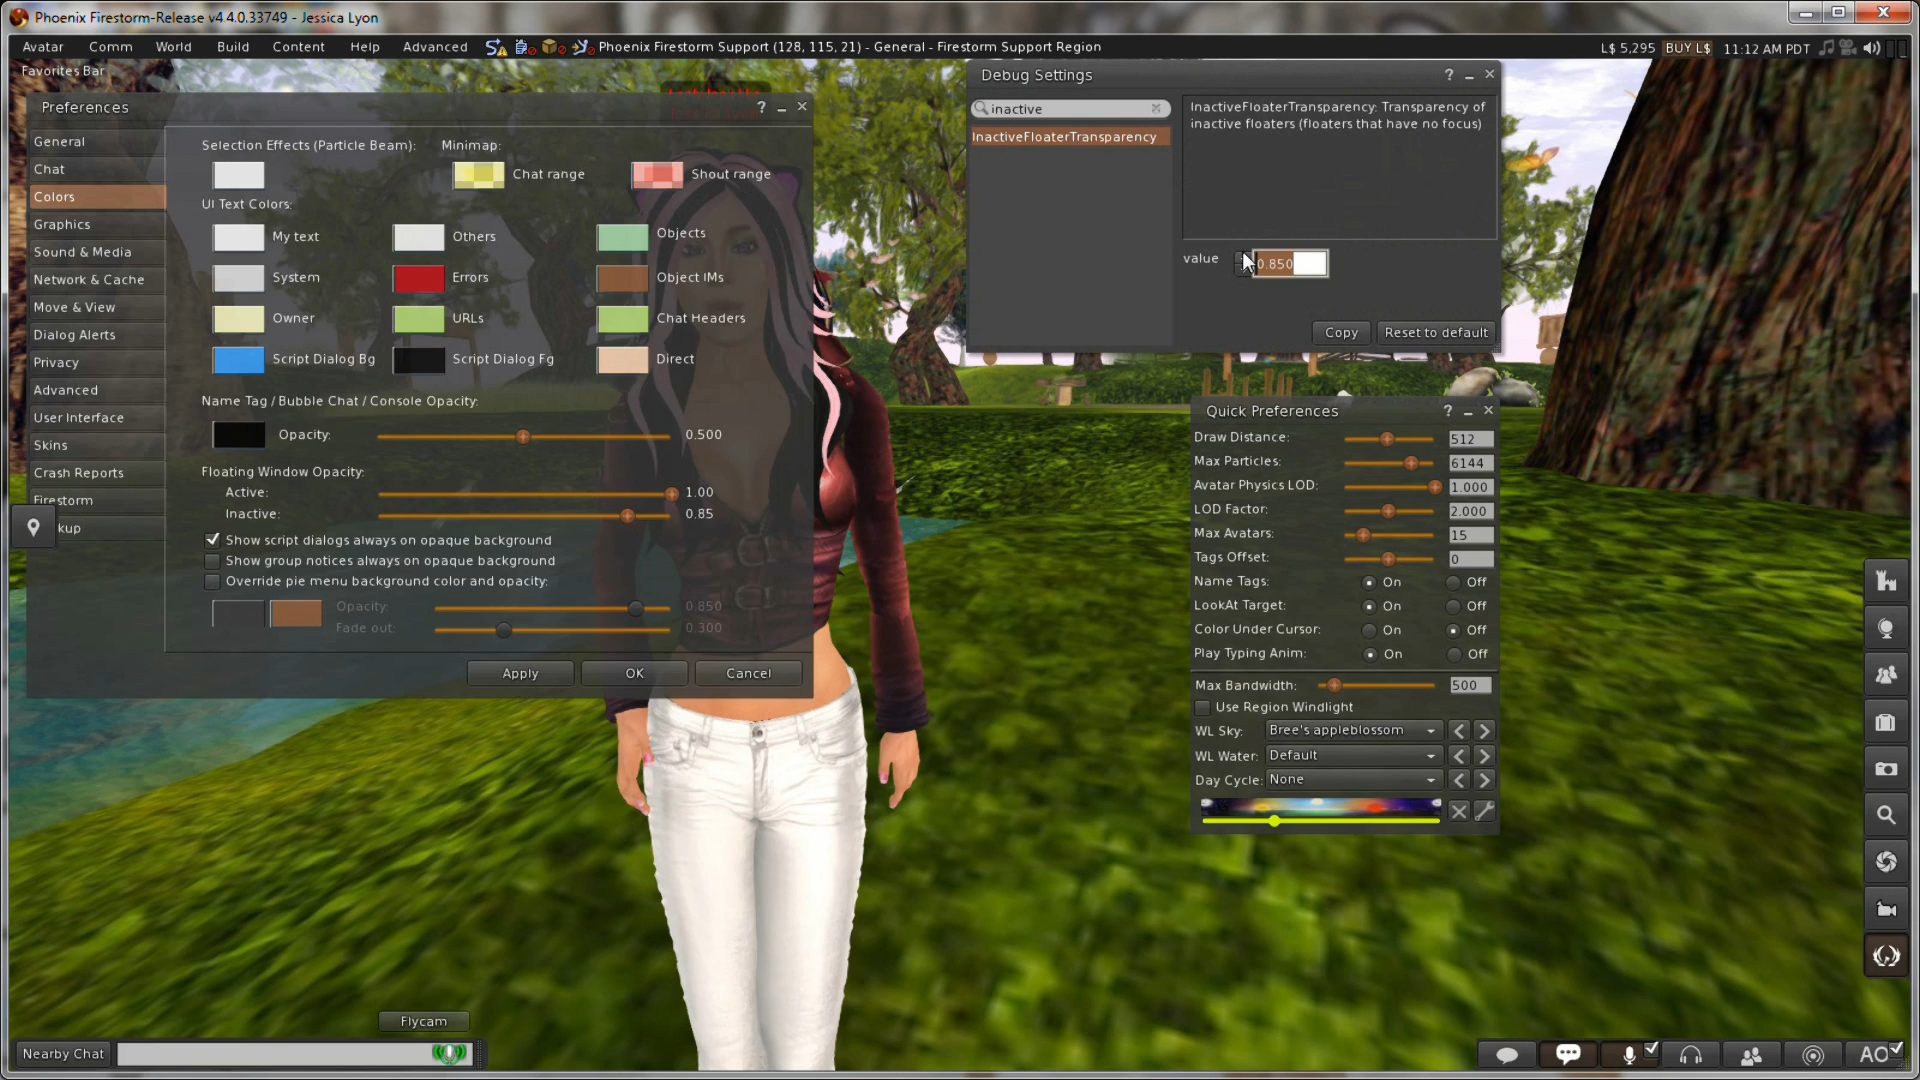 Phoenix Firestorm-Release v4.4.0.33749 - Jessica Lyon
Avatar Comm World Build Content Help Advanced Phoenix Firestorm Support (128, 115, 21) - General - Firestorm Support Region L$ 5,295 BUY L$ 11:12 AM PDT
Favorites Bar
Preferences ?
General
Chat
Colors
Graphics
Sound & Media
Network & Cache
Move & View
Dialog Alerts
Privacy
Advanced
User Interface
Skins
Crash Reports
Firestorm
kup
Selection Effects (Particle Beam): Minimap:
Chat range Shout range
UI Text Colors:
My text Others Objects
System Errors Object IMs
Owner URLs Chat Headers
Script Dialog Bg Script Dialog Fg Direct
Name Tag / Bubble Chat / Console Opacity:
Opacity: 0.500
Floating Window Opacity:
Active: 1.00
Inactive: 0.85
Show script dialogs always on opaque background
Show group notices always on opaque background
Override pie menu background color and opacity:
Opacity: 0.850
Fade out: 0.300
Apply OK Cancel
Debug Settings ?
inactive
InactiveFloaterTransparency
InactiveFloaterTransparency: Transparency of
inactive floaters (floaters that have no focus)
value 0.850
Copy Reset to default
Quick Preferences ?
Draw Distance: 512
Max Particles: 6144
Avatar Physics LOD: 1.000
LOD Factor: 2.000
Max Avatars: 15
Tags Offset: 0
Name Tags: On Off
LookAt Target: On Off
Color Under Cursor: On Off
Play Typing Anim: On Off
Max Bandwidth: 500
Use Region Windlight
WL Sky: Bree's appleblossom
WL Water: Default
Day Cycle: None
Flycam
Nearby Chat
AO